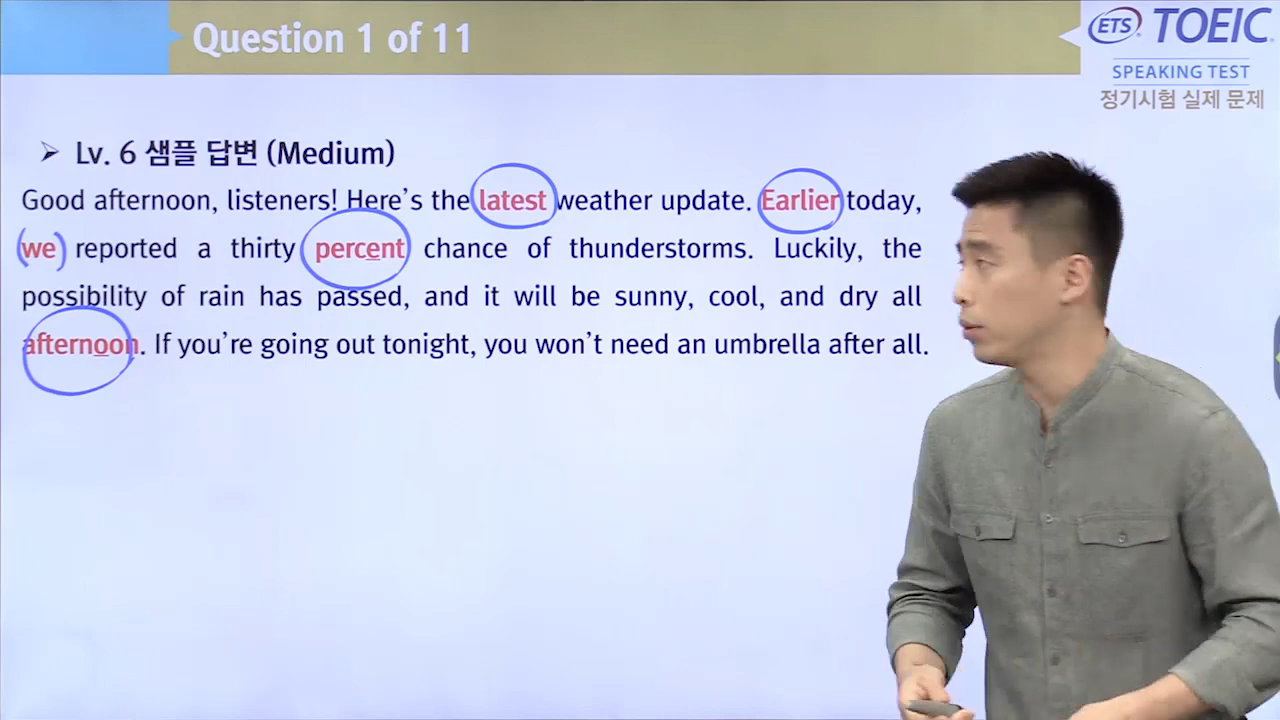 Question 1 of 11
ETS TOEIC
SPEAKING TEST
정기시험 실제 문제
➤ Lv. 6 샘플 답변 (Medium)
Good afternoon, listeners! Here's the latest weather update. Earlier today,
we reported a thirty percent chance of thunderstorms. Luckily, the
possibility of rain has passed, and it will be sunny, cool, and dry all
afternoon. If you're going out tonight, you won't need an umbrella after all.